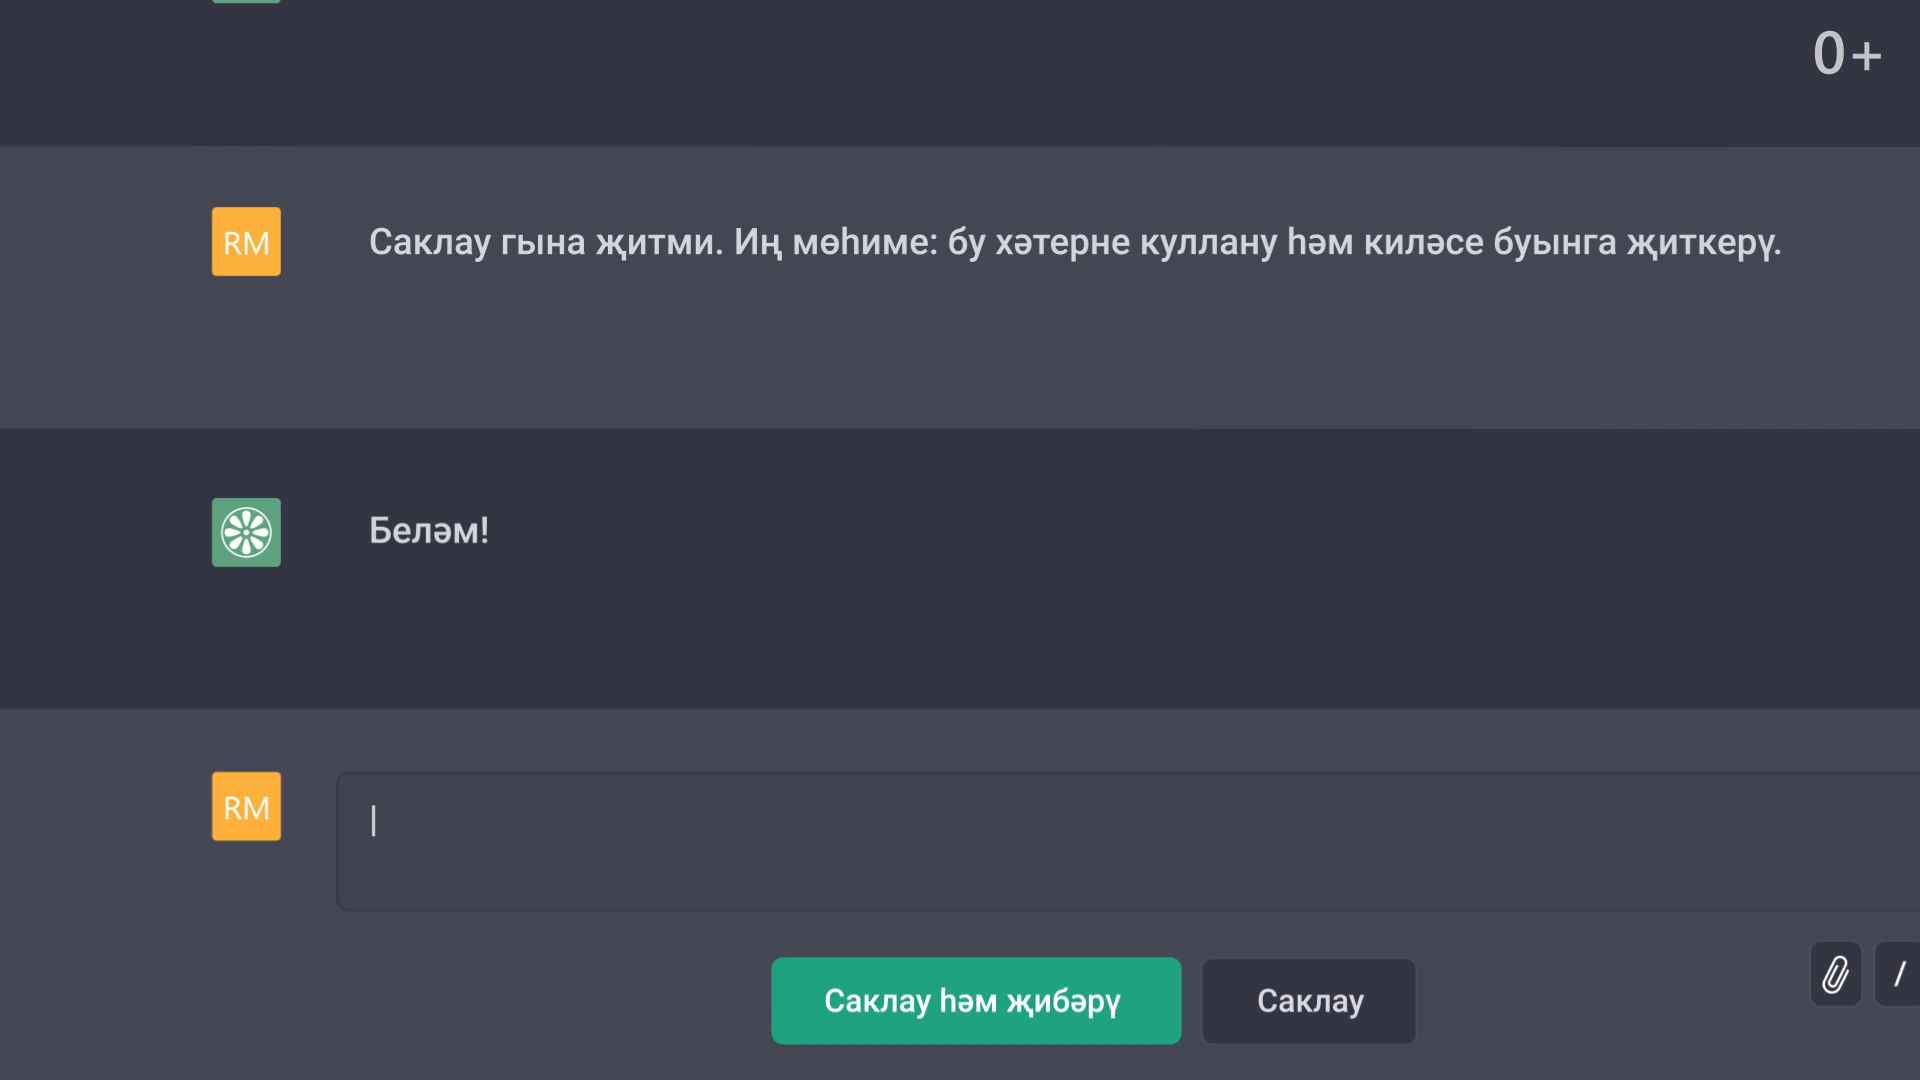 0+
RM
Саклау гына җитми. Иң мөһиме: бу хәтерне куллану һәм киләсе буынга җиткерү.
Беләм!
RM
Саклау һәм җибәрү
Саклау
/